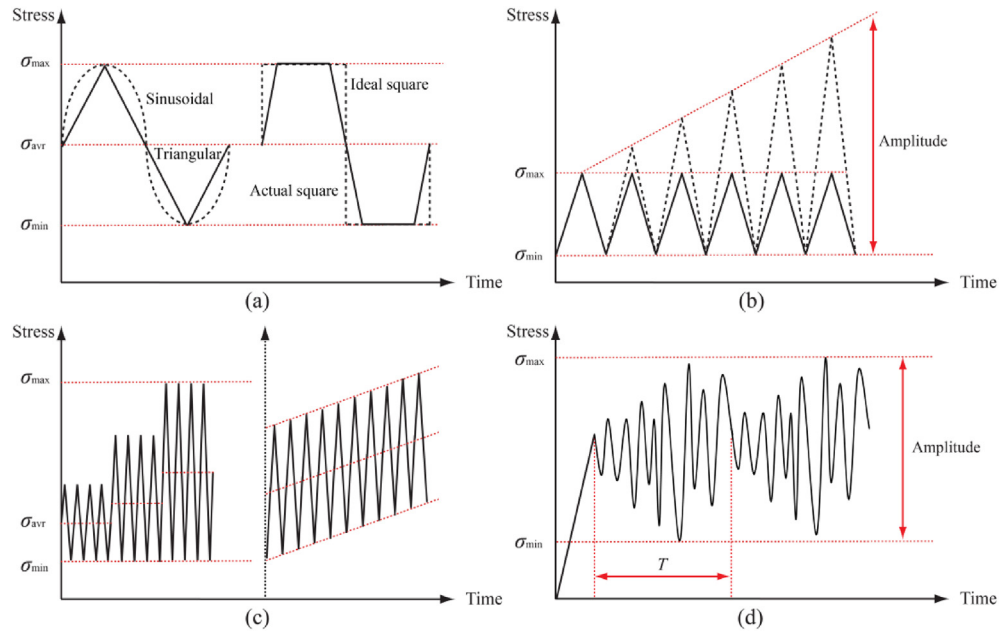 Stress
σmax
σavr
σmin
Sinusoidal
Triangular
Ideal square
Actual square
Time
(a)
Stress
σmax
σmin
Amplitude
Time
(b)
Stress
σmax
σavr
σmin
Time
(c)
Stress
σmax
σmin
Amplitude
T
Time
(d)